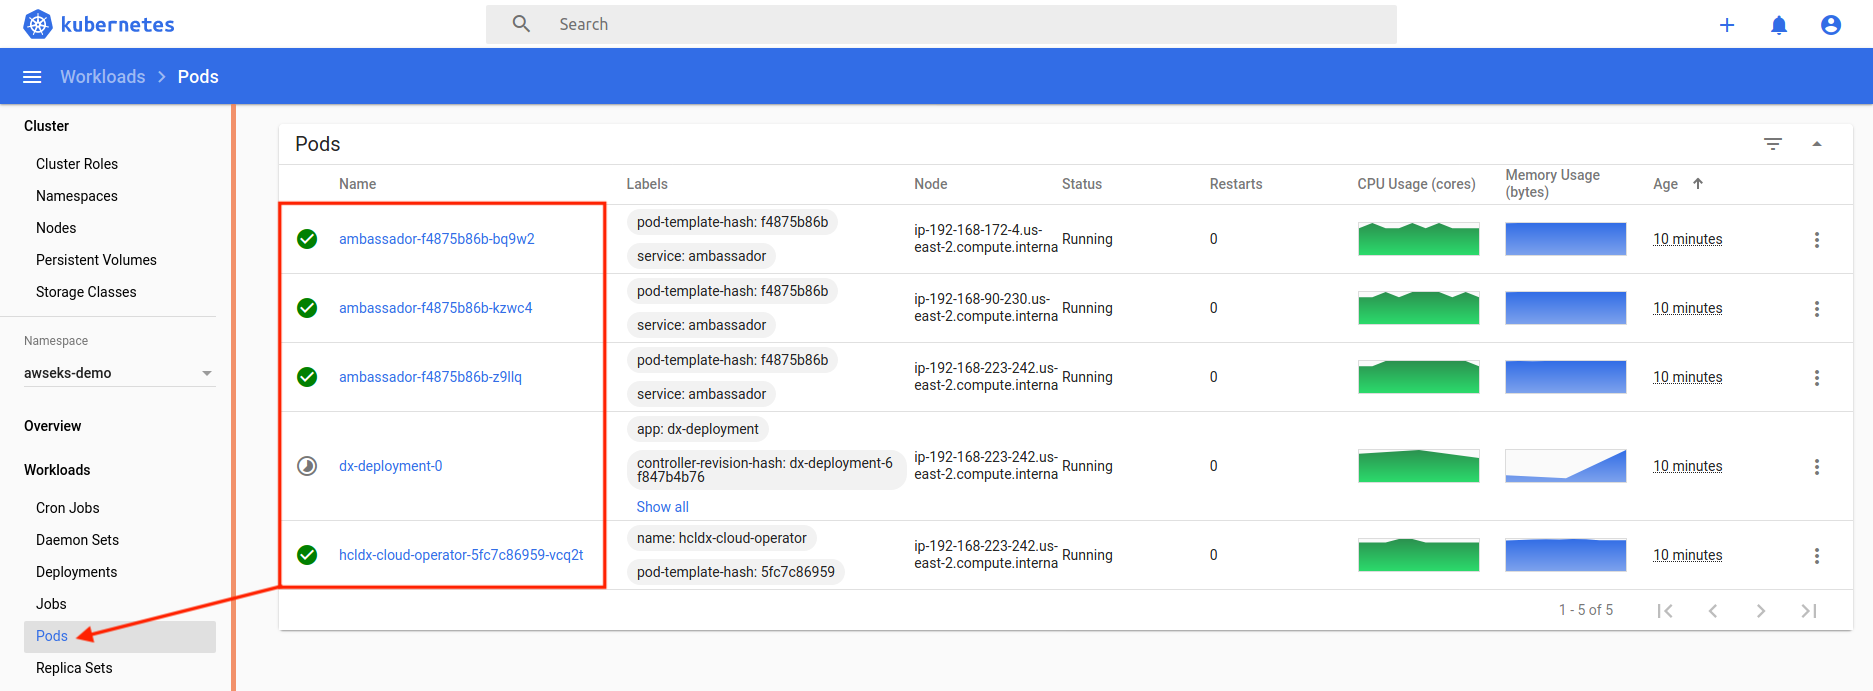 kubernetes
Search
Workloads > Pods
Cluster
Cluster Roles
Namespaces
Nodes
Persistent Volumes
Storage Classes
Namespace
awseks-demo
Overview
Workloads
Cron Jobs
Daemon Sets
Deployments
Jobs
Pods
Replica Sets
Pods
Name Labels Node Status Restarts CPU Usage (cores) Memory Usage
(bytes) Age
ambassador-f4875b86b-bq9w2
pod-template-hash: f4875b86b
service: ambassador
ip-192-168-172-4.us-
east-2.compute.interna
Running 0 10 minutes
ambassador-f4875b86b-kzwc4
pod-template-hash: f4875b86b
service: ambassador
ip-192-168-90-230.us-
east-2.compute.interna
Running 0 10 minutes
ambassador-f4875b86b-z9llq
pod-template-hash: f4875b86b
service: ambassador
ip-192-168-223-242.us-
east-2.compute.interna
Running 0 10 minutes
dx-deployment-0
app: dx-deployment
controller-revision-hash: dx-deployment-6
f847b4b76
Show all
ip-192-168-223-242.us-
east-2.compute.interna
Running 0 10 minutes
hcldx-cloud-operator-5fc7c86959-vcq2t
name: hcldx-cloud-operator
pod-template-hash: 5fc7c86959
ip-192-168-223-242.us-
east-2.compute.interna
Running 0 10 minutes
1 - 5 of 5